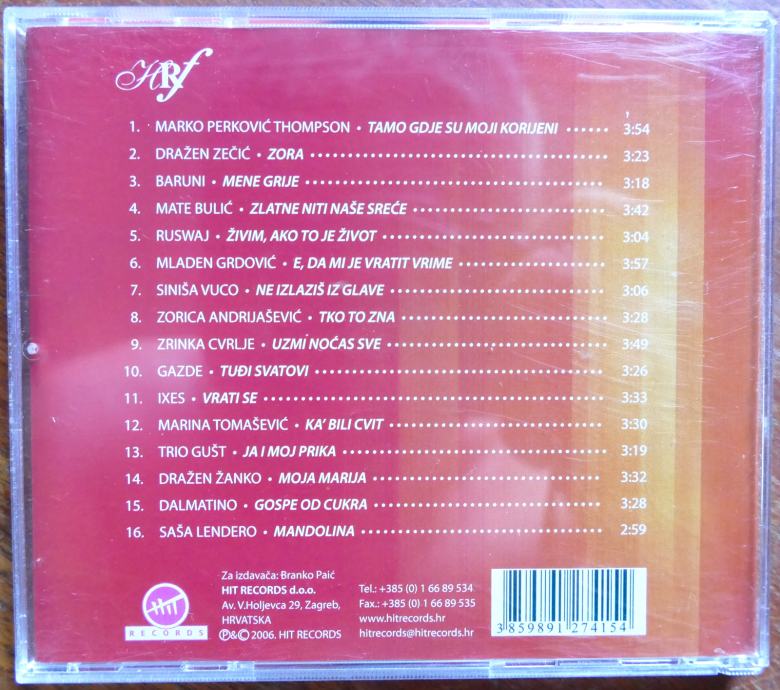 HRf
1. MARKO PERKOVIĆ THOMPSON • TAMO GDJE SU MOJI KORIJENI ...... 3:54
2. DRAŽEN ZEČIĆ • ZORA ...... 3:23
3. BARUNI • MENE GRIJE ...... 3:18
4. MATE BULIĆ • ZLATNE NITI NAŠE SREĆE ...... 3:42
5. RUSWAJ • ŽIVIM, AKO TO JE ŽIVOT ...... 3:04
6. MLADEN GRDOVIĆ • E, DA MI JE VRATIT VRIME ...... 3:57
7. SINIŠA VUCO • NE IZLAZIŠ IZ GLAVE ...... 3:06
8. ZORICA ANDRIJAŠEVIĆ • TKO TO ZNA ...... 3:28
9. ZRINKA CVRLJE • UZMI NOĆAS SVE ...... 3:49
10. GAZDE • TUĐI SVATOVI ...... 3:26
11. IXES • VRATI SE ...... 3:33
12. MARINA TOMAŠEVIĆ • KA' BILI CVIT ...... 3:30
13. TRIO GUŠT • JA I MOJ PRIKA ...... 3:19
14. DRAŽEN ŽANKO • MOJA MARIJA ...... 3:32
15. DALMATINO • GOSPE OD CUKRA ...... 3:28
16. SAŠA LENDERO • MANDOLINA ...... 2:59
HIT
RECORDS
Za izdavača: Branko Paić
HIT RECORDS d.o.o.
Av. V.Holjevca 29, Zagreb,
HRVATSKA
℗&© 2006. HIT RECORDS
Tel.: +385 (0) 1 66 89 534
Fax.: +385 (0) 1 66 89 535
www.hitrecords.hr
hitrecords@hitrecords.hr
3 859891 274154